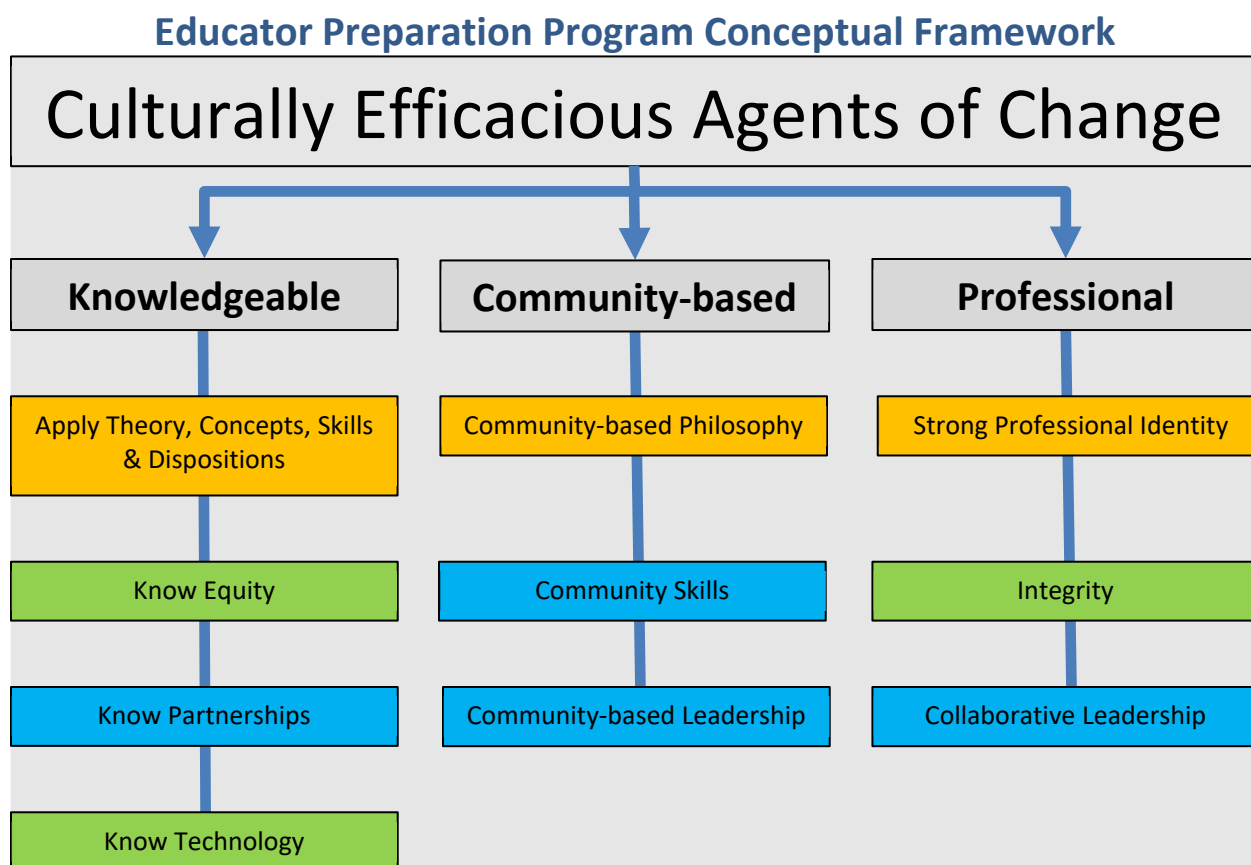 Educator Preparation Program Conceptual Framework
Culturally Efficacious Agents of Change
Knowledgeable
Apply Theory, Concepts, Skills
& Dispositions
Know Equity
Know Partnerships
Know Technology
Community-based
Community-based Philosophy
Community Skills
Community-based Leadership
Professional
Strong Professional Identity
Integrity
Collaborative Leadership